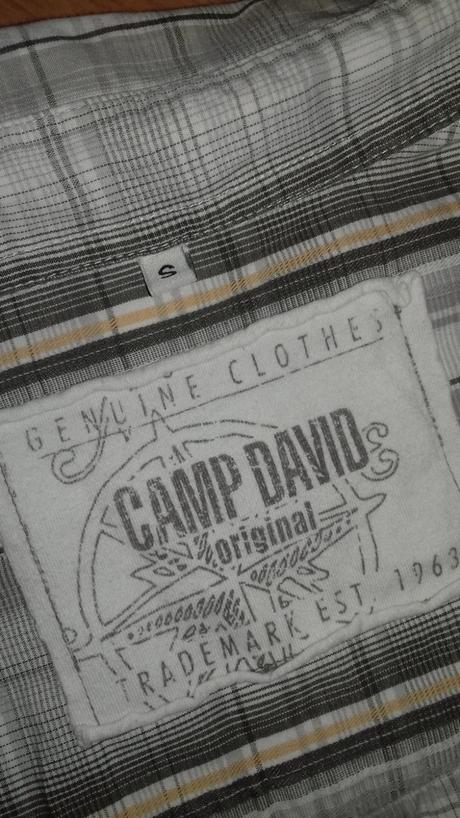 S
GENUINE CLOTHES
CAMP DAVID
original
TRADEMARK EST. 1963